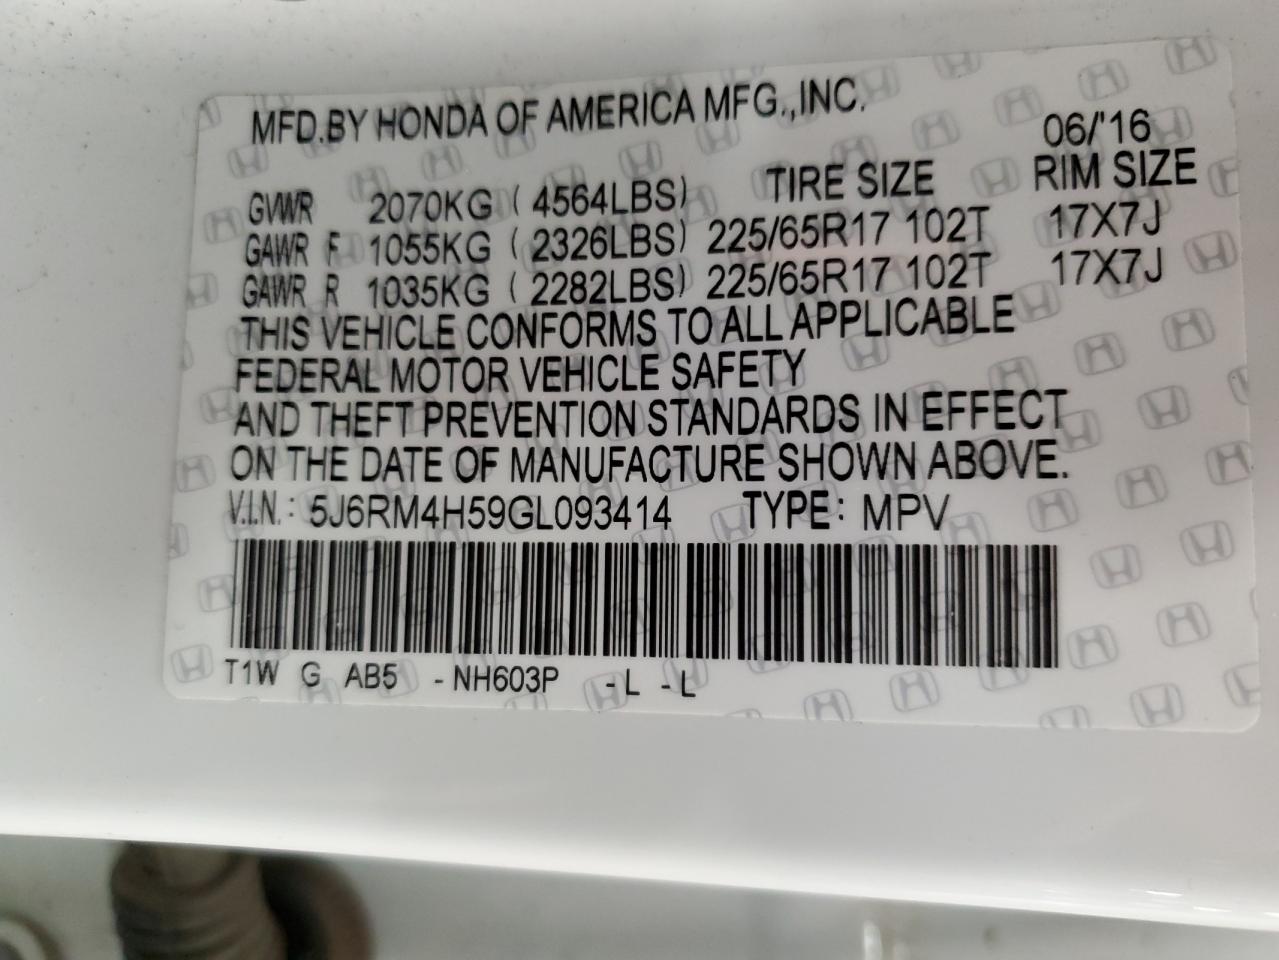 MFD.BY HONDA OF AMERICA MFG.,INC.
06/'16
GVWR 2070KG ( 4564LBS) TIRE SIZE RIM SIZE
GAWR F 1055KG ( 2326LBS) 225/65R17 102T 17X7J
GAWR R 1035KG ( 2282LBS) 225/65R17 102T 17X7J
THIS VEHICLE CONFORMS TO ALL APPLICABLE
FEDERAL MOTOR VEHICLE SAFETY
AND THEFT PREVENTION STANDARDS IN EFFECT
ON THE DATE OF MANUFACTURE SHOWN ABOVE.
V.I.N.: 5J6RM4H59GL093414 TYPE: MPV
T1W G AB5 -NH603P -L -L